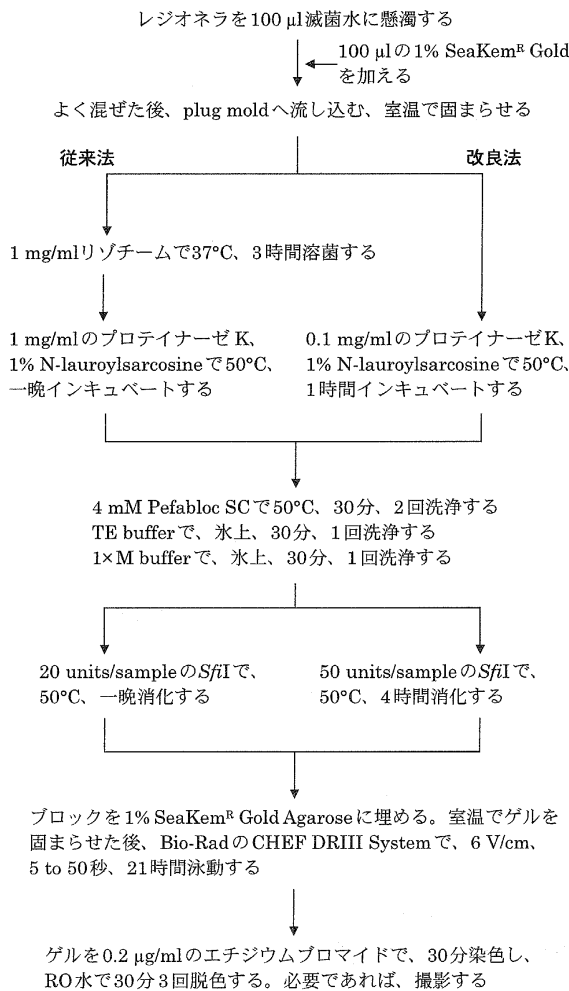 レジオネラを100 μl滅菌水に懸濁する
100 μlの1% SeaKemᴿ Gold
を加える
よく混ぜた後、plug moldへ流し込む、室温で固まらせる
従来法
改良法
1 mg/mlリゾチームで37°C、3時間溶菌する
1 mg/mlのプロテイナーゼ K、
1% N-lauroylsarcosineで50°C、
一晩インキュベートする
0.1 mg/mlのプロテイナーゼK、
1% N-lauroylsarcosineで50°C、
1時間インキュベートする
4 mM Pefabloc SCで50°C、30分、2回洗浄する
TE bufferで、氷上、30分、1回洗浄する
1×M bufferで、氷上、30分、1回洗浄する
20 units/sampleのSfiIで、
50°C、一晩消化する
50 units/sampleのSfiIで、
50°C、4時間消化する
ブロックを1% SeaKemᴿ Gold Agaroseに埋める。室温でゲルを
固まらせた後、Bio-RadのCHEF DRIII Systemで、6 V/cm、
5 to 50秒、21時間泳動する
ゲルを0.2 μg/mlのエチジウムブロマイドで、30分染色し、
RO水で30分3回脱色する。必要であれば、撮影する